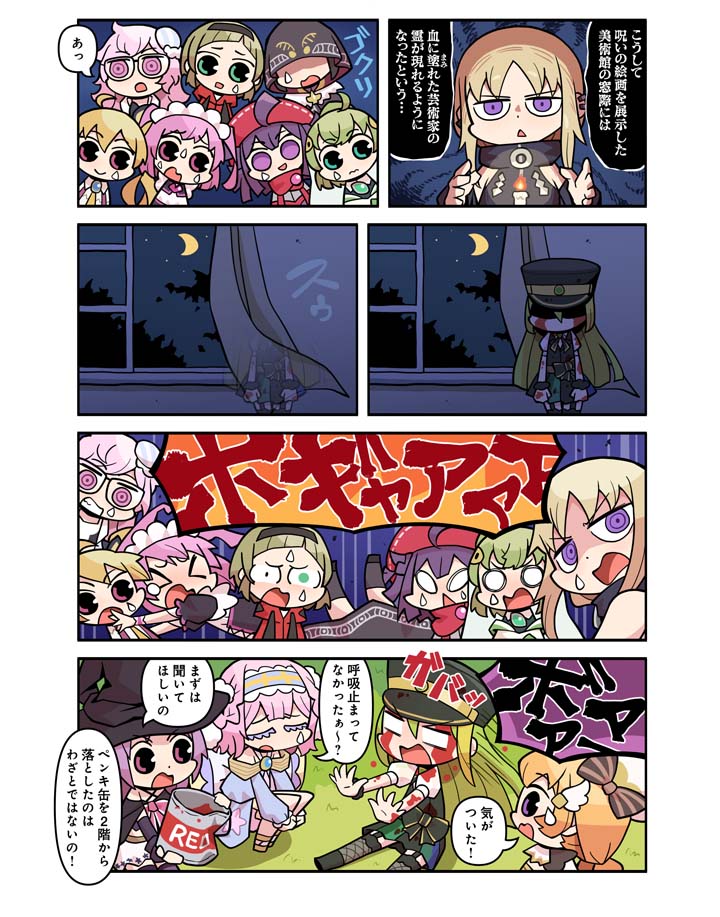 こうして
呪いの絵画を展示した
美術館の窓際には
血に塗れた芸術家の
まみ
霊が現れるように
なったという…
ゴクリ
あっ
スゥ
ホギャアアア
ボギャアアー
ガバッ
気が
ついた!
呼吸止まって
なかったぁ〜?
まずは
聞いて
ほしいの
ペンキ缶を2階から
落としたのは
わざとではないの!
RED